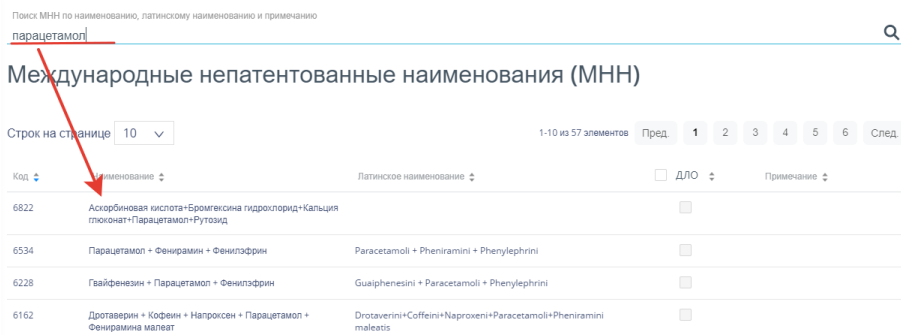 Поиск МНН по наименованию, латинскому наименованию и примечанию
парацетамол
Международные непатентованные наименования (МНН)
Строк на странице 10
1-10 из 57 элементов Пред. 1 2 3 4 5 6 След.
Код Наименование Латинское наименование ДЛО Примечание
6822 Аскорбиновая кислота+Бромгексина гидрохлорид+Кальция
глюконат+Парацетамол+Рутозид
6534 Парацетамол + Фенирамин + Фенилэфрин Paracetamoli + Pheniramini + Phenylephrini
6228 Гвайфенезин + Парацетамол + Фенилэфрин Guaiphenesini + Paracetamoli + Phenylephrini
6162 Дротаверин + Кофеин + Напроксен + Парацетамол + Drotaverini+Coffeini+Naproxeni+Paracetamoli+Pheniramini
Фенирамина малеат maleatis